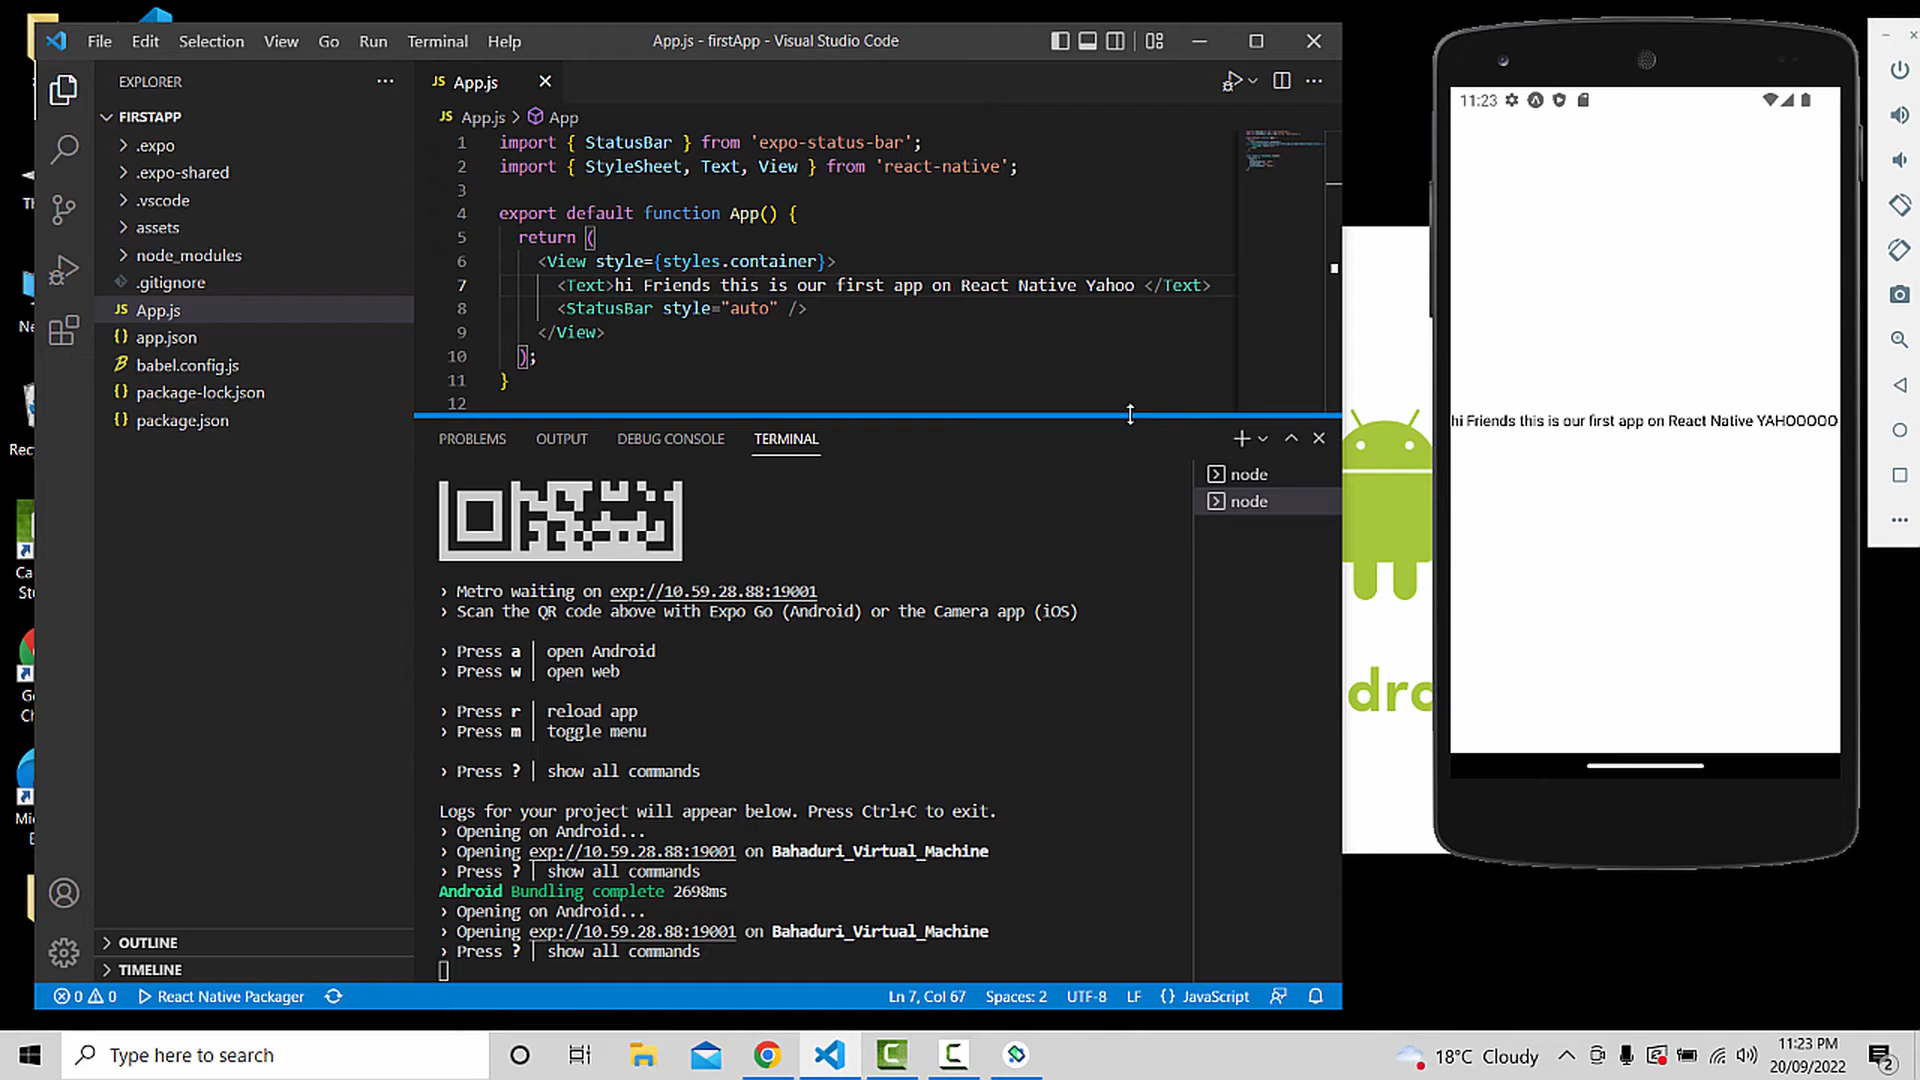 File Edit Selection View Go Run Terminal Help
App.js - firstApp - Visual Studio Code
EXPLORER
FIRSTAPP
.expo
.expo-shared
.vscode
assets
node_modules
.gitignore
JS App.js
{} app.json
babel.config.js
{} package-lock.json
{} package.json
OUTLINE
TIMELINE
JS App.js
JS App.js > App
1 import { StatusBar } from 'expo-status-bar';
2 import { StyleSheet, Text, View } from 'react-native';
3
4 export default function App() {
5 return (
6 <View style={styles.container}>
7 <Text>hi Friends this is our first app on React Native Yahoo </Text>
8 <StatusBar style="auto" />
9 </View>
10 );
11 }
12
PROBLEMS OUTPUT DEBUG CONSOLE TERMINAL
node
node
› Metro waiting on exp://10.59.28.88:19001
› Scan the QR code above with Expo Go (Android) or the Camera app (iOS)
› Press a │ open Android
› Press w │ open web
› Press r │ reload app
› Press m │ toggle menu
› Press ? │ show all commands
Logs for your project will appear below. Press Ctrl+C to exit.
› Opening on Android...
› Opening exp://10.59.28.88:19001 on Bahaduri_Virtual_Machine
› Press ? │ show all commands
Android Bundling complete 2698ms
› Opening on Android...
› Opening exp://10.59.28.88:19001 on Bahaduri_Virtual_Machine
› Press ? │ show all commands
0 0 React Native Packager
Ln 7, Col 67 Spaces: 2 UTF-8 LF {} JavaScript
11:23
hi Friends this is our first app on React Native YAHOOOOO
dro
Type here to search
18°C Cloudy
11:23 PM
20/09/2022
2